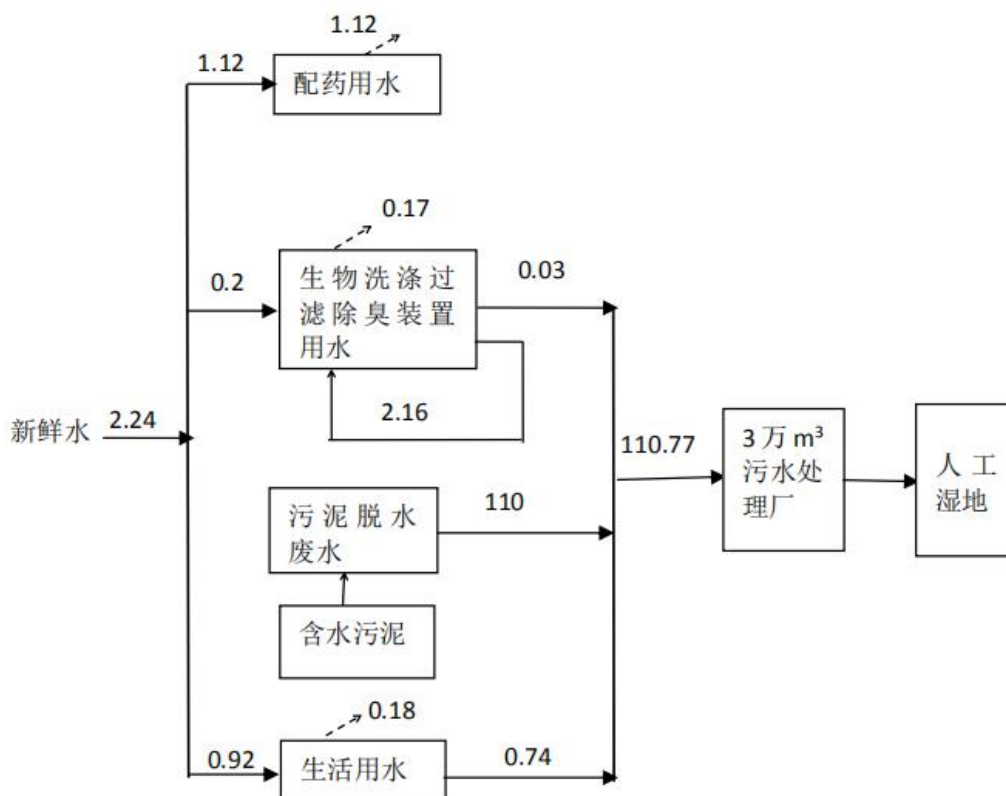 1.12
1.12
配药用水
0.17
0.2
生物洗涤过
滤除臭装置
用水
0.03
2.16
新鲜水
2.24
110.77
3万m³
污水处
理厂
人工
湿地
污泥脱水
废水
110
含水污泥
0.18
0.92
生活用水
0.74